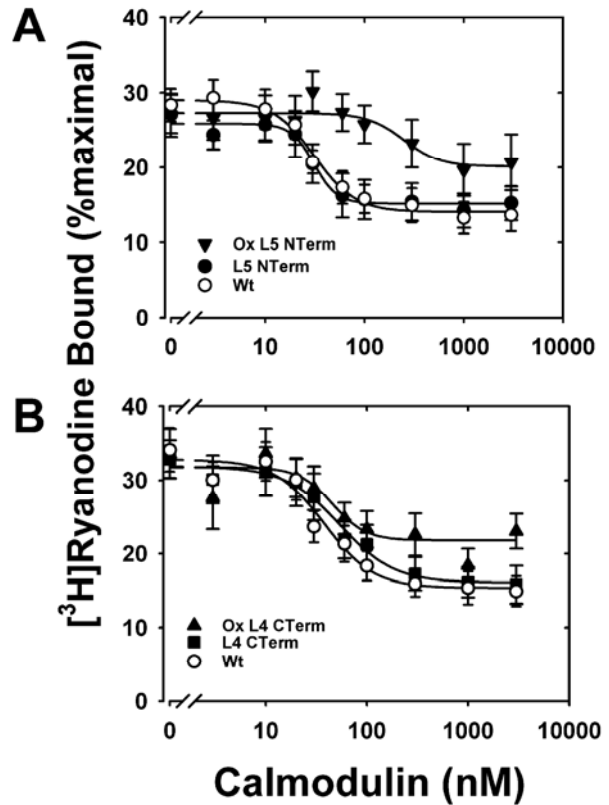 A
[³H]Ryanodine Bound (%maximal)
40
30
20
10
0
Ox L5 NTerm
L5 NTerm
Wt
0 10 100 1000 10000
B
40
30
20
10
0
Ox L4 CTerm
L4 CTerm
Wt
0 10 100 1000 10000
Calmodulin (nM)